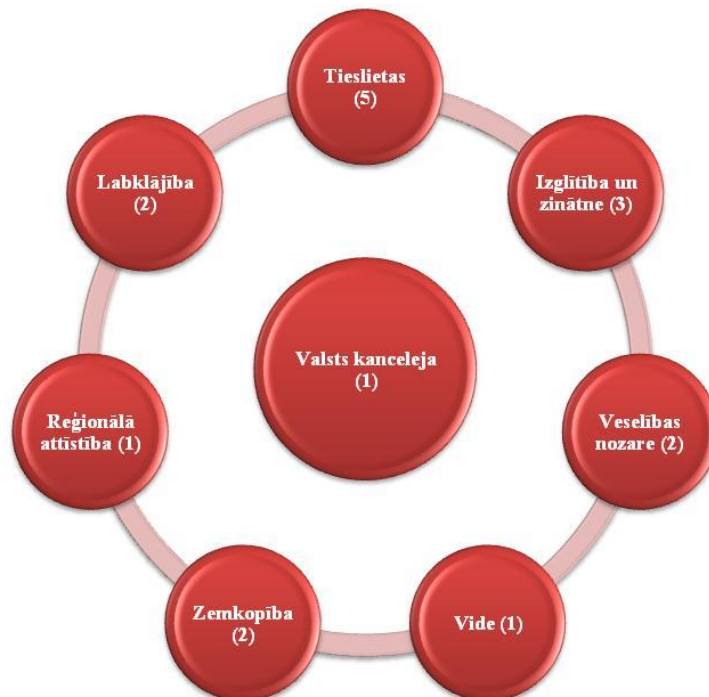 Tieslietas
(5)
Izglītība un
zinātne (3)
Veselības
nozare (2)
Vide (1)
Zemkopība
(2)
Reģionālā
attīstība (1)
Labklājība
(2)
Valsts kanceleja
(1)